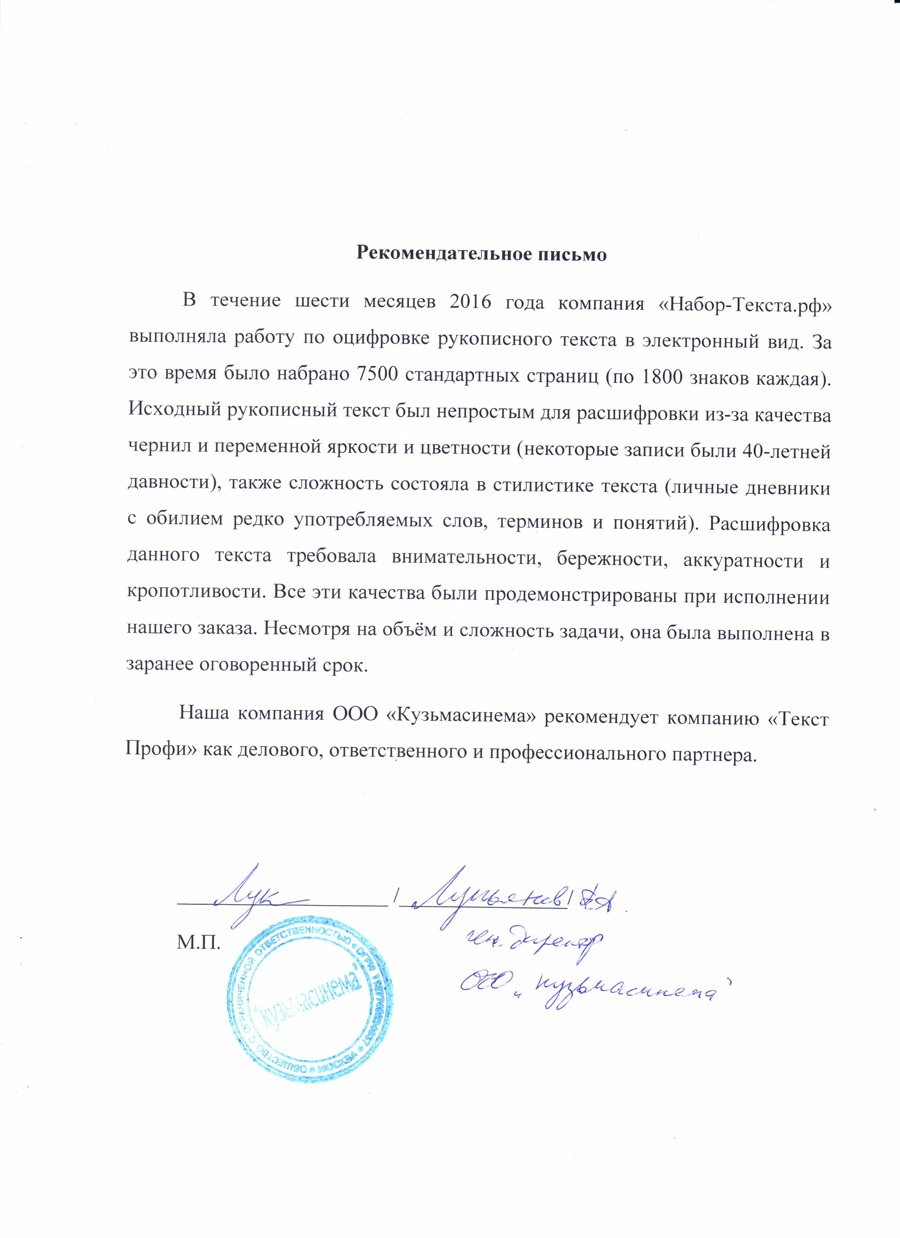 Рекомендательное письмо
В течение шести месяцев 2016 года компания «Набор-Текста.рф»
выполняла работу по оцифровке рукописного текста в электронный вид. За
это время было набрано 7500 стандартных страниц (по 1800 знаков каждая).
Исходный рукописный текст был непростым для расшифровки из-за качества
чернил и переменной яркости и цветности (некоторые записи были 40-летней
давности), также сложность состояла в стилистике текста (личные дневники
с обилием редко употребляемых слов, терминов и понятий). Расшифровка
данного текста требовала внимательности, бережности, аккуратности и
кропотливости. Все эти качества были продемонстрированы при исполнении
нашего заказа. Несмотря на объём и сложность задачи, она была выполнена в
заранее оговоренный срок.
Наша компания ООО «Кузьмасинема» рекомендует компанию «Текст
Профи» как делового, ответственного и профессионального партнера.
Лук / /
М.П.
ген. директор
ООО „Кузьмасинема"
ОБЩЕСТВО С ОГРАНИЧЕННОЙ ОТВЕТСТВЕННОСТЬЮ * ОГРН * МОСКВА *
"Кузьмасинема"